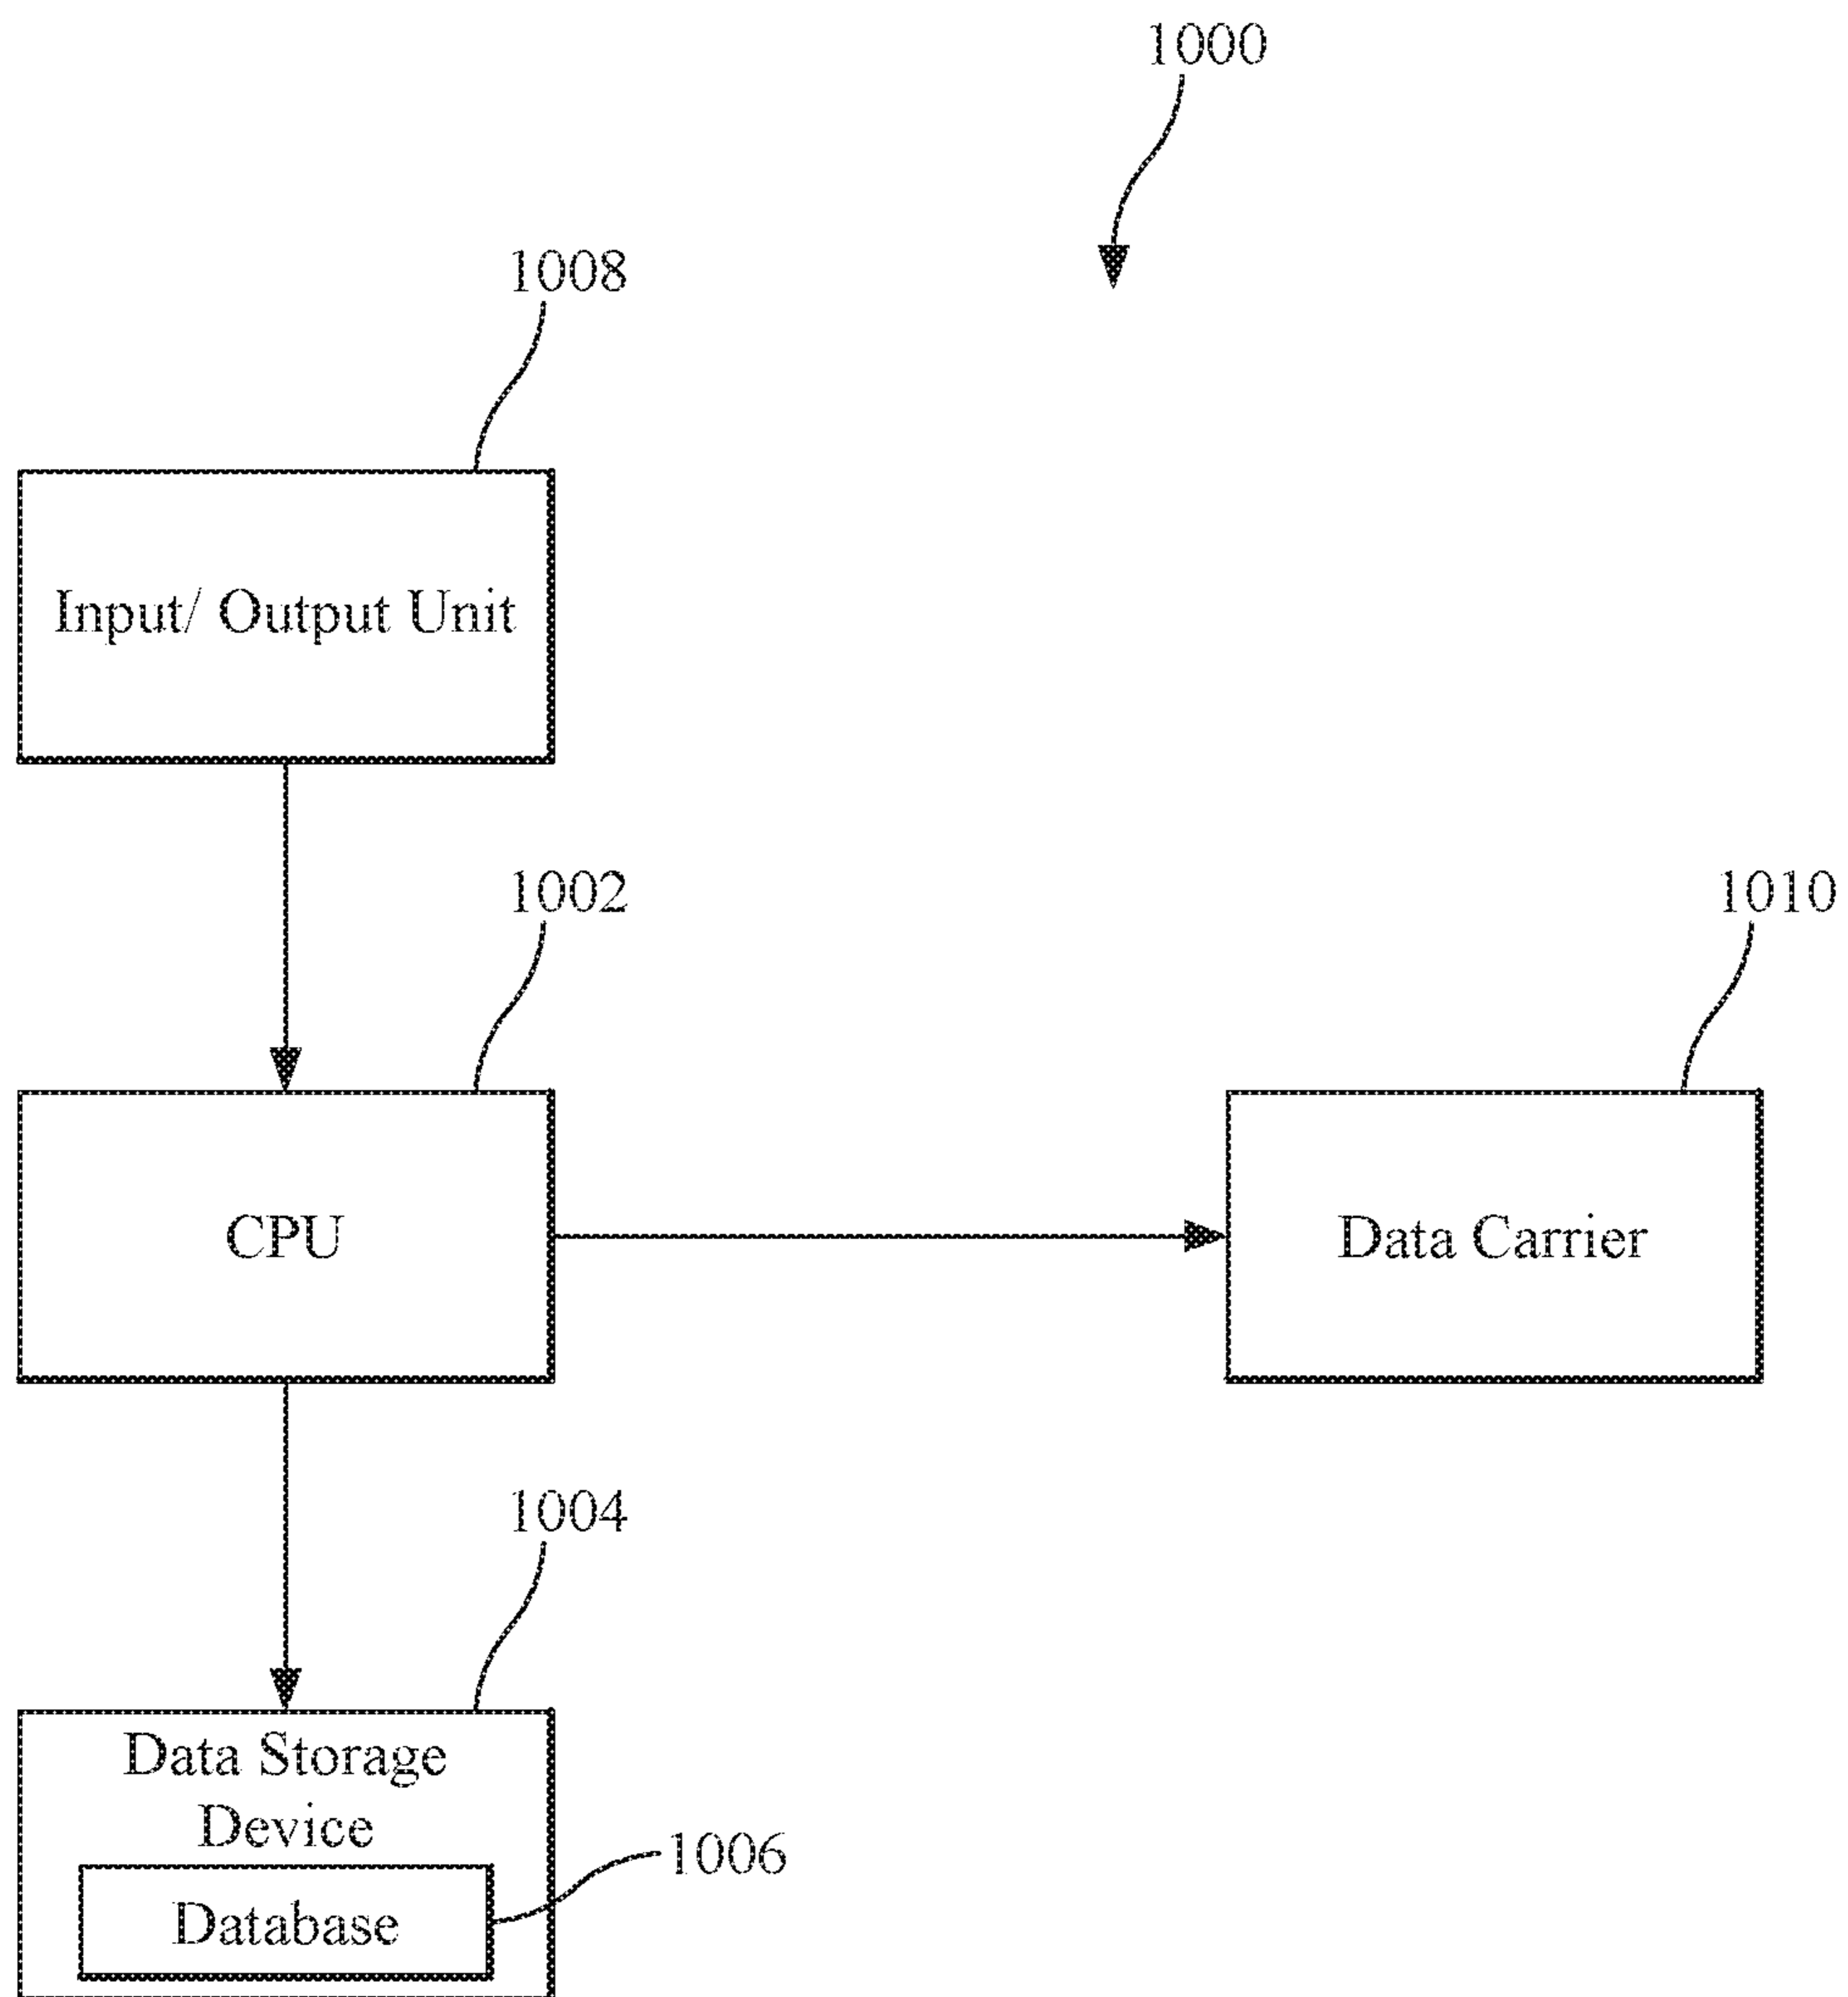 1000
1008
Input/ Output Unit
1002
1010
CPU
Data Carrier
1004
Data Storage
Device
1006
Database